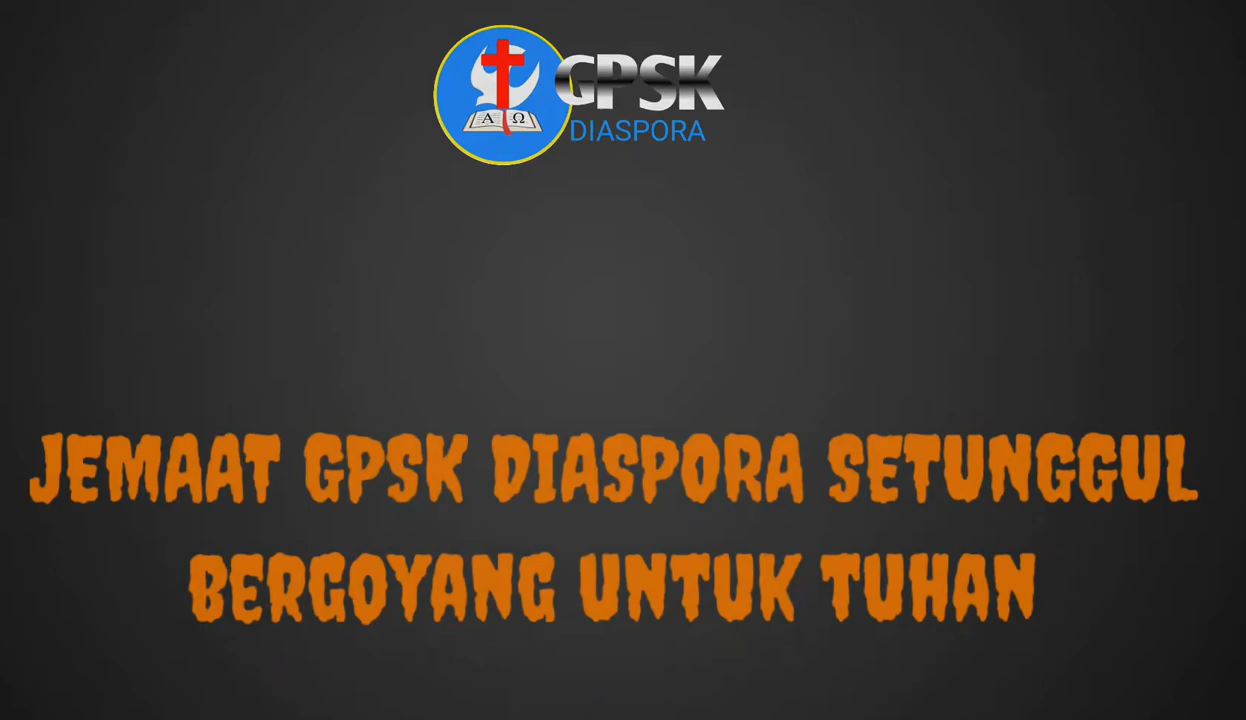 Α Ω
GPSK
DIASPORA
JEMAAT GPSK DIASPORA SETUNGGUL
BERGOYANG UNTUK TUHAN